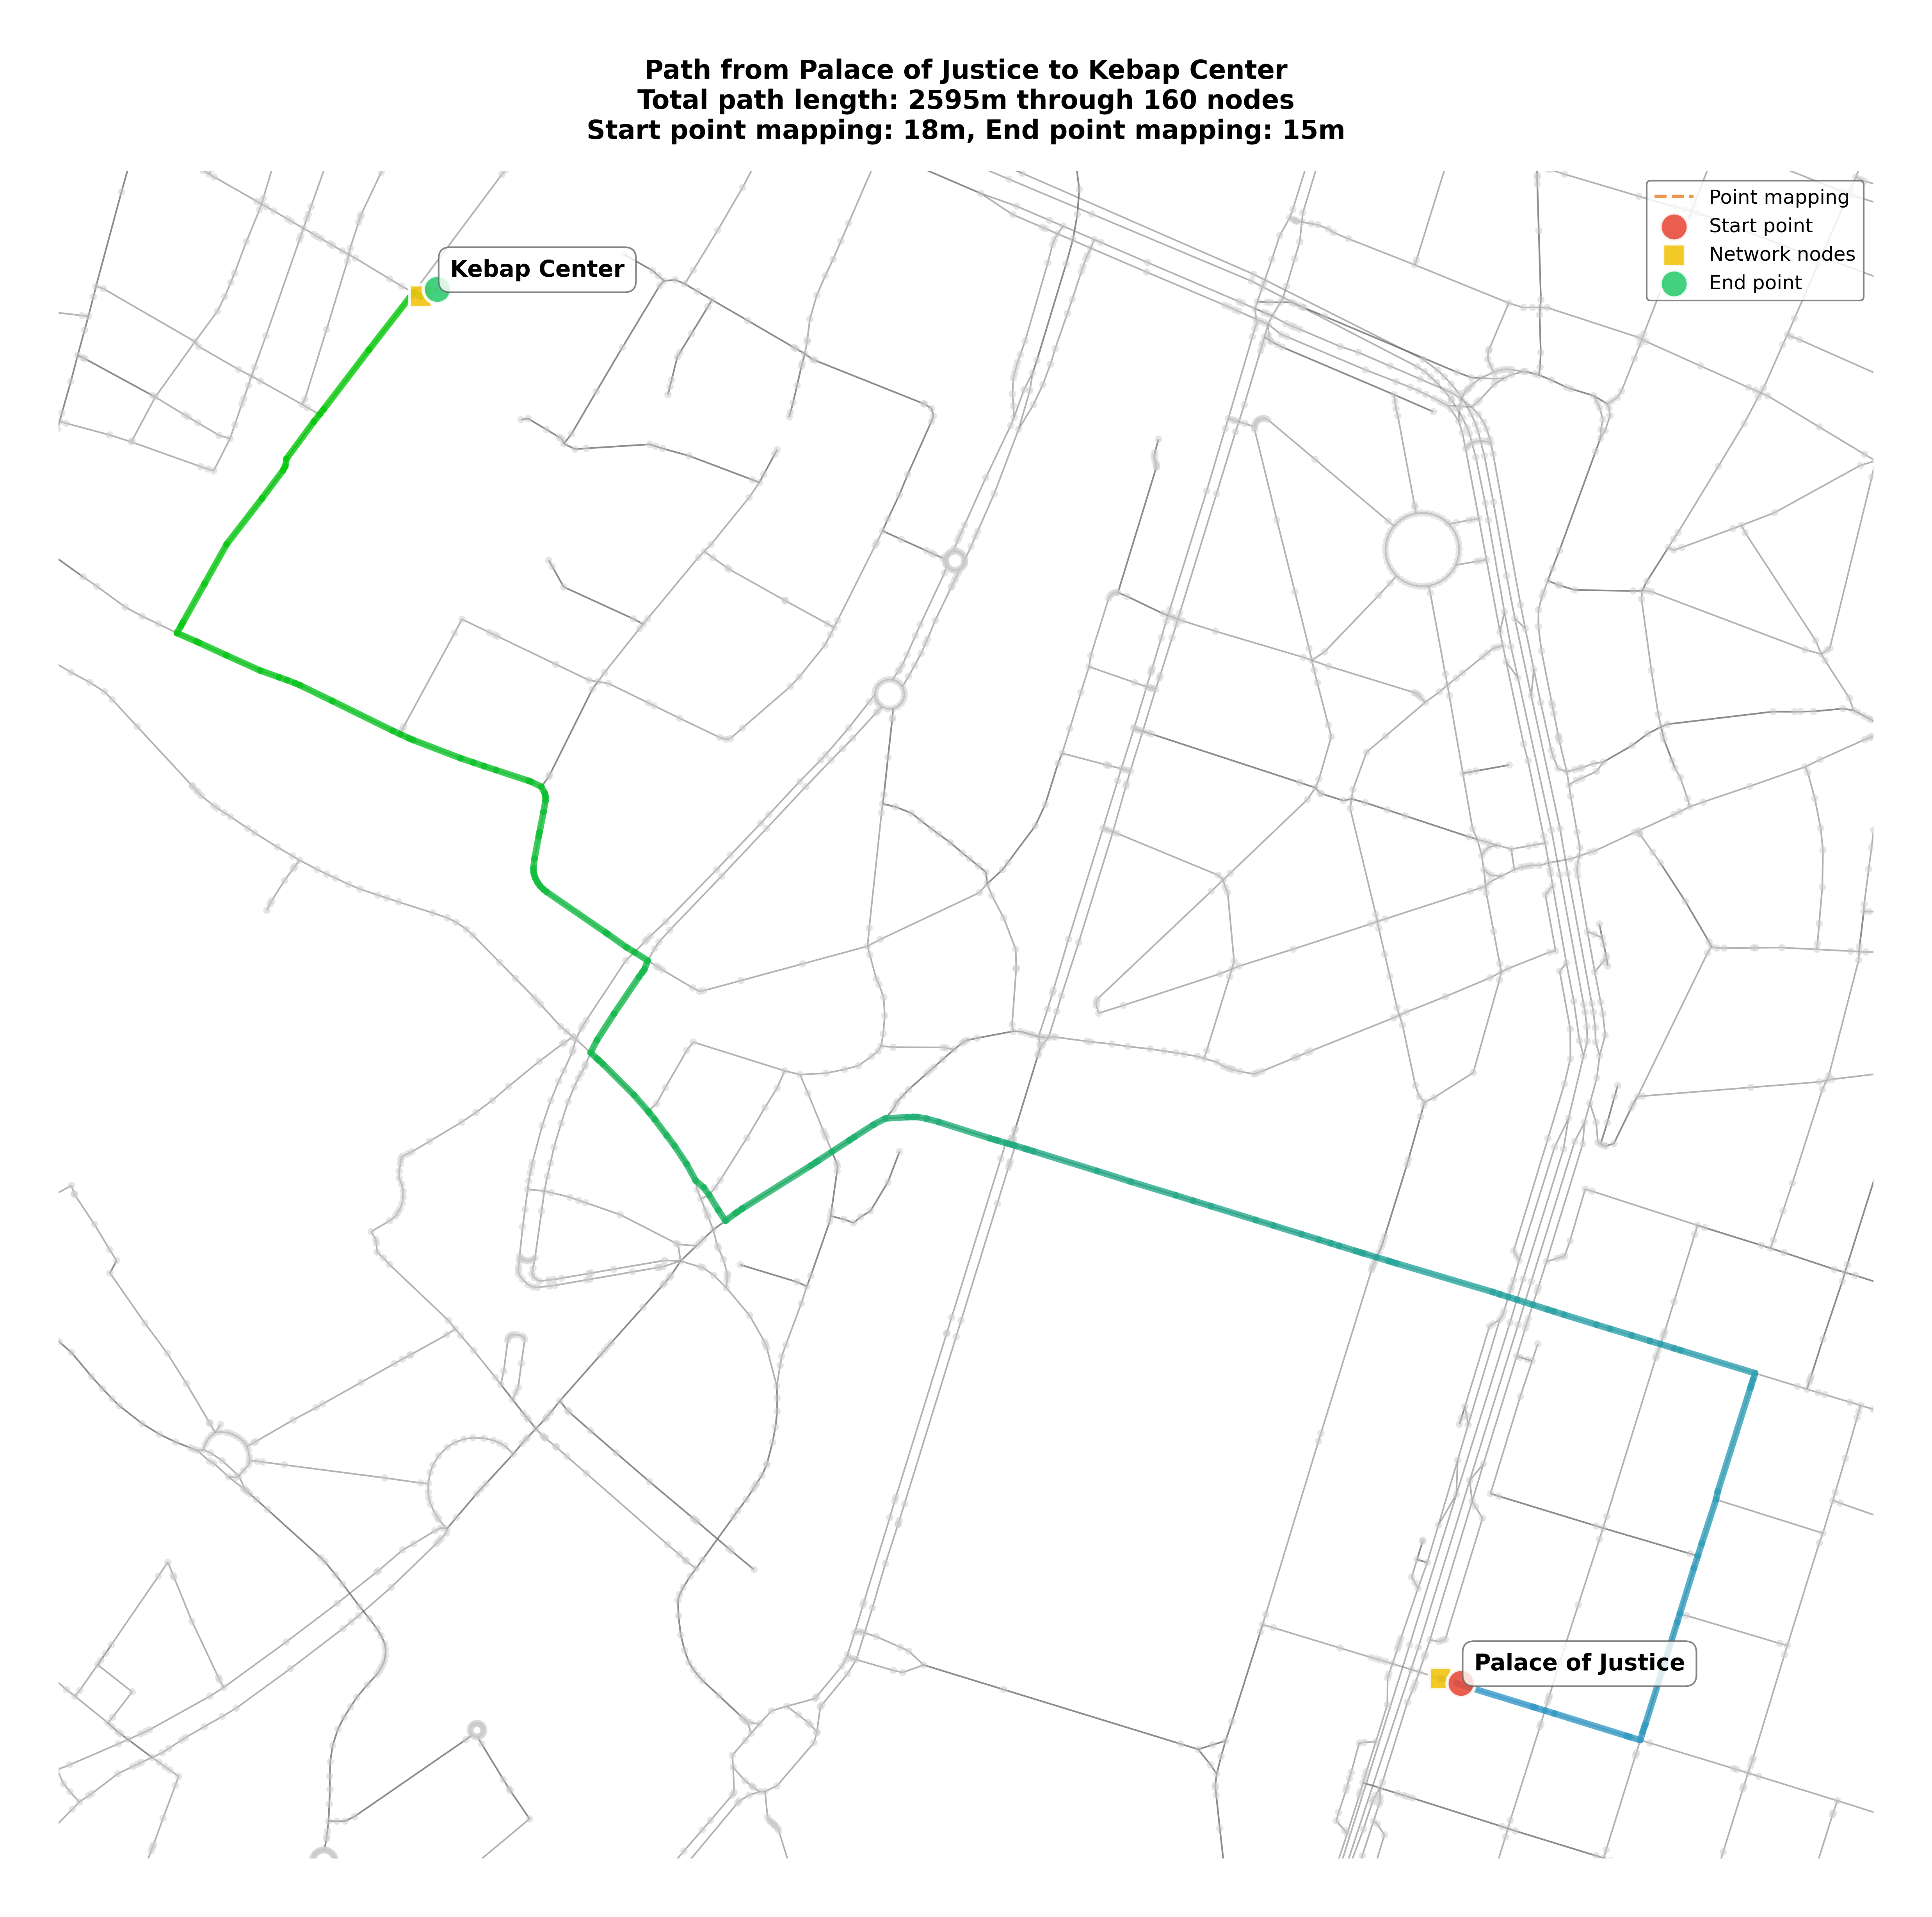 Path from Palace of Justice to Kebap Center
Total path length: 2595m through 160 nodes
Start point mapping: 18m, End point mapping: 15m
Point mapping
Start point
Network nodes
End point
Kebap Center
Palace of Justice